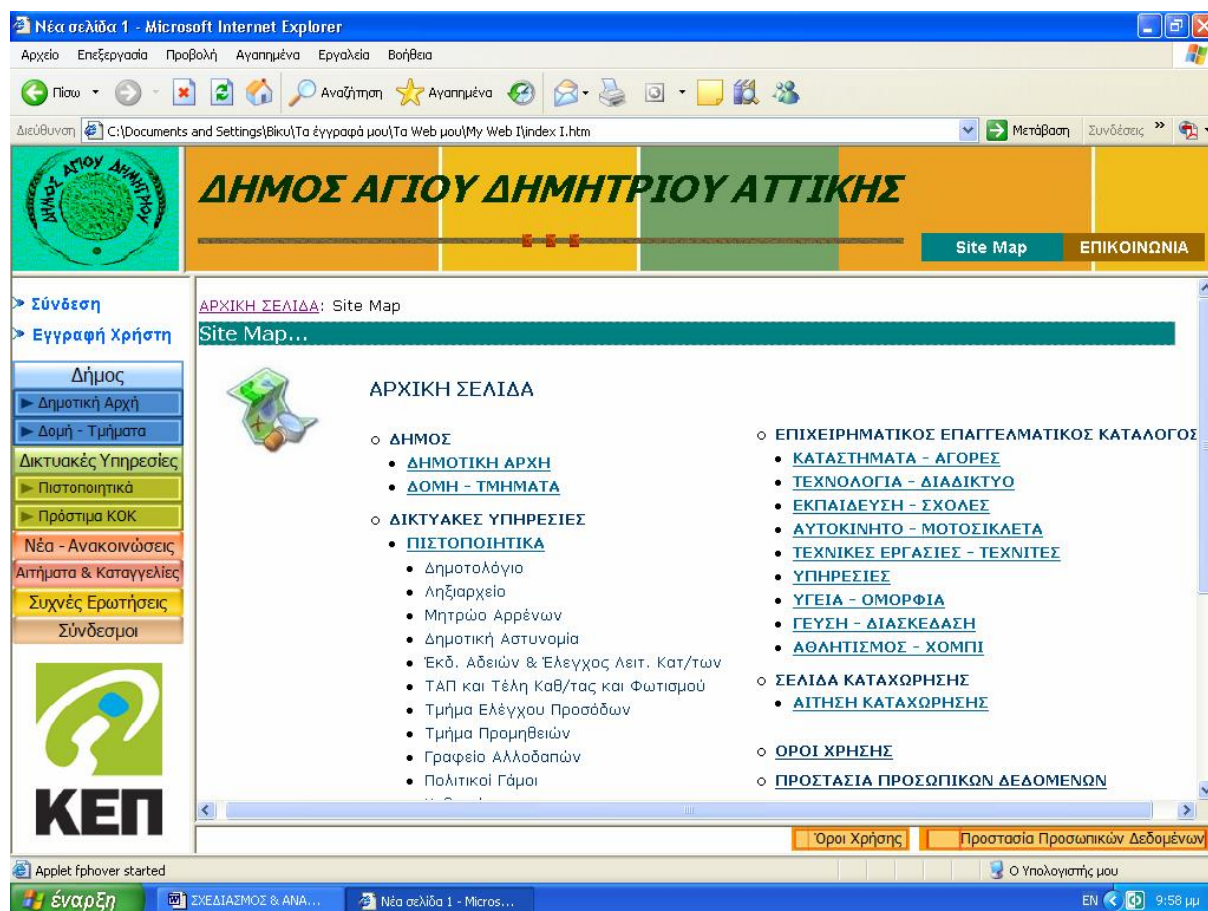 Νέα σελίδα 1 - Microsoft Internet Explorer
Αρχείο Επεξεργασία Προβολή Αγαπημένα Εργαλεία Βοήθεια
Πίσω Αναζήτηση Αγαπημένα
Διεύθυνση C:\Documents and Settings\Biku\Τα έγγραφά μου\Τα Web μου\My Web I\index I.htm Μετάβαση Συνδέσεις »
ΔΗΜΟΣ ΑΓΙΟΥ ΔΗΜΗΤΡΙΟΥ
ΔΗΜΟΣ ΑΓΙΟΥ ΔΗΜΗΤΡΙΟΥ ΑΤΤΙΚΗΣ
Site Map ΕΠΙΚΟΙΝΩΝΙΑ
Σύνδεση
Εγγραφή Χρήστη
Δήμος
Δημοτική Αρχή
Δομή - Τμήματα
Δικτυακές Υπηρεσίες
Πιστοποιητικά
Πρόστιμα ΚΟΚ
Νέα - Ανακοινώσεις
Αιτήματα & Καταγγελίες
Συχνές Ερωτήσεις
Σύνδεσμοι
ΚΕΠ
ΑΡΧΙΚΗ ΣΕΛΙΔΑ: Site Map
Site Map...
ΑΡΧΙΚΗ ΣΕΛΙΔΑ
ΔΗΜΟΣ
ΔΗΜΟΤΙΚΗ ΑΡΧΗ
ΔΟΜΗ - ΤΜΗΜΑΤΑ
ΔΙΚΤΥΑΚΕΣ ΥΠΗΡΕΣΙΕΣ
ΠΙΣΤΟΠΟΙΗΤΙΚΑ
Δημοτολόγιο
Ληξιαρχείο
Μητρώο Αρρένων
Δημοτική Αστυνομία
Έκδ. Αδειών & Έλεγχος Λειτ. Κατ/των
ΤΑΠ και Τέλη Καθ/τας και Φωτισμού
Τμήμα Ελέγχου Προσόδων
Τμήμα Προμηθειών
Γραφείο Αλλοδαπών
Πολιτικοί Γάμοι
ΕΠΙΧΕΙΡΗΜΑΤΙΚΟΣ ΕΠΑΓΓΕΛΜΑΤΙΚΟΣ ΚΑΤΑΛΟΓΟΣ
ΚΑΤΑΣΤΗΜΑΤΑ - ΑΓΟΡΕΣ
ΤΕΧΝΟΛΟΓΙΑ - ΔΙΑΔΙΚΤΥΟ
ΕΚΠΑΙΔΕΥΣΗ - ΣΧΟΛΕΣ
ΑΥΤΟΚΙΝΗΤΟ - ΜΟΤΟΣΙΚΛΕΤΑ
ΤΕΧΝΙΚΕΣ ΕΡΓΑΣΙΕΣ - ΤΕΧΝΙΤΕΣ
ΥΠΗΡΕΣΙΕΣ
ΥΓΕΙΑ - ΟΜΟΡΦΙΑ
ΓΕΥΣΗ - ΔΙΑΣΚΕΔΑΣΗ
ΑΘΛΗΤΙΣΜΟΣ - ΧΟΜΠΙ
ΣΕΛΙΔΑ ΚΑΤΑΧΩΡΗΣΗΣ
ΑΙΤΗΣΗ ΚΑΤΑΧΩΡΗΣΗΣ
ΟΡΟΙ ΧΡΗΣΗΣ
ΠΡΟΣΤΑΣΙΑ ΠΡΟΣΩΠΙΚΩΝ ΔΕΔΟΜΕΝΩΝ
Όροι Χρήσης Προστασία Προσωπικών Δεδομένων
Applet fphover started Ο Υπολογιστής μου
έναρξη ΣΧΕΔΙΑΣΜΟΣ & ΑΝΑ... Νέα σελίδα 1 - Micros... EN 9:58 μμ